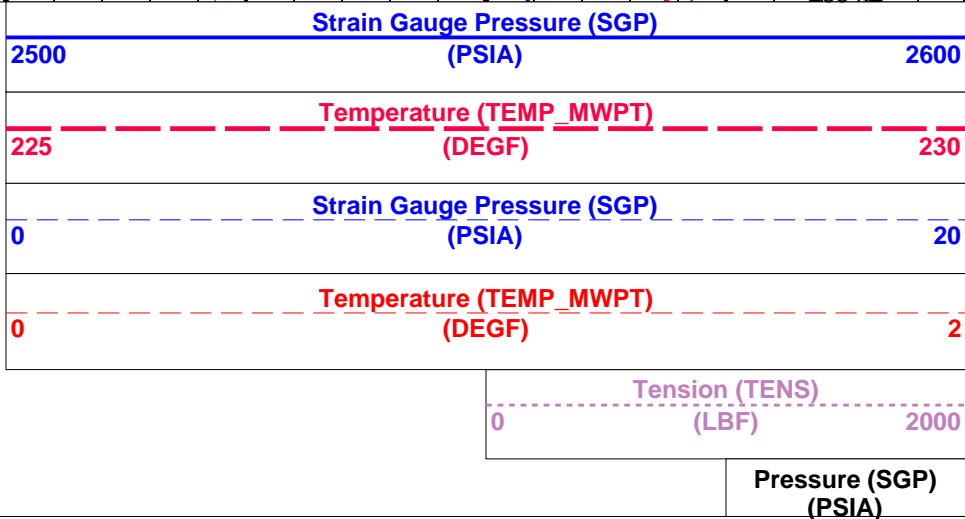 Strain Gauge Pressure (SGP)
2500 (PSIA) 2600
Temperature (TEMP_MWPT)
225 (DEGF) 230
Strain Gauge Pressure (SGP)
0 (PSIA) 20
Temperature (TEMP_MWPT)
0 (DEGF) 2
Tension (TENS)
0 (LBF) 2000
Pressure (SGP)
(PSIA)